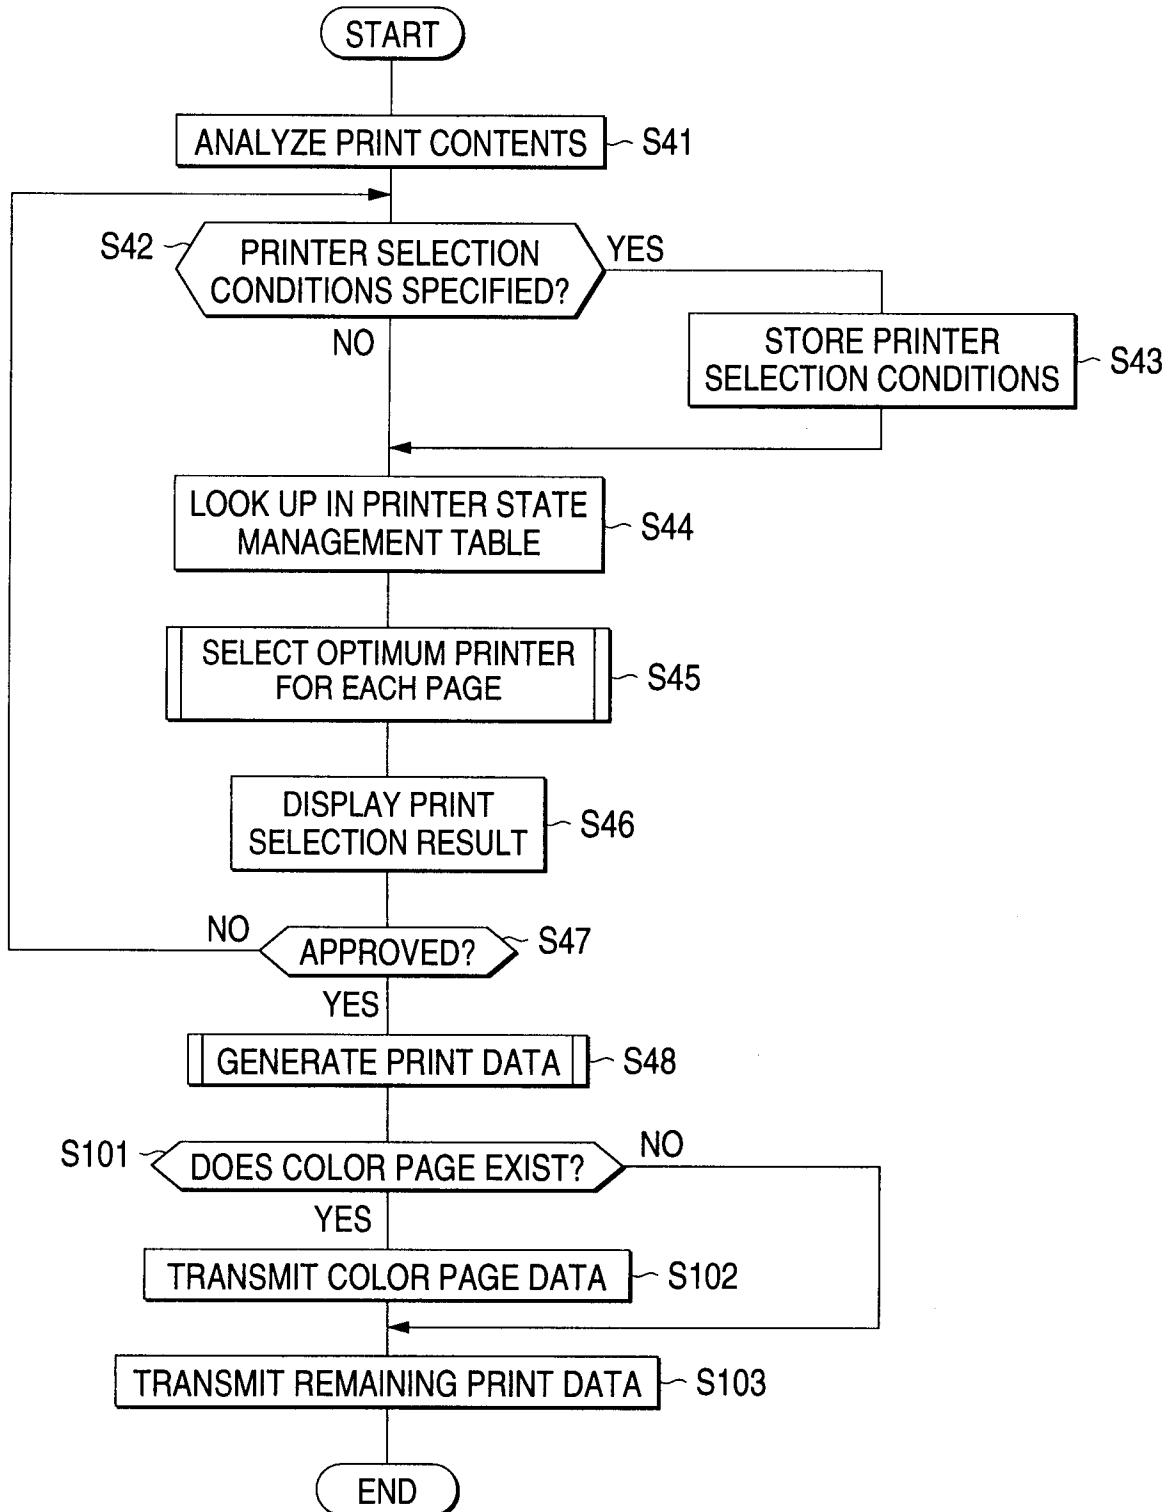 START
ANALYZE PRINT CONTENTS
S41
S42
PRINTER SELECTION
CONDITIONS SPECIFIED?
YES
NO
STORE PRINTER
SELECTION CONDITIONS
S43
LOOK UP IN PRINTER STATE
MANAGEMENT TABLE
S44
SELECT OPTIMUM PRINTER
FOR EACH PAGE
S45
DISPLAY PRINT
SELECTION RESULT
S46
NO
APPROVED?
S47
YES
GENERATE PRINT DATA
S48
S101
DOES COLOR PAGE EXIST?
NO
YES
TRANSMIT COLOR PAGE DATA
S102
TRANSMIT REMAINING PRINT DATA
S103
END